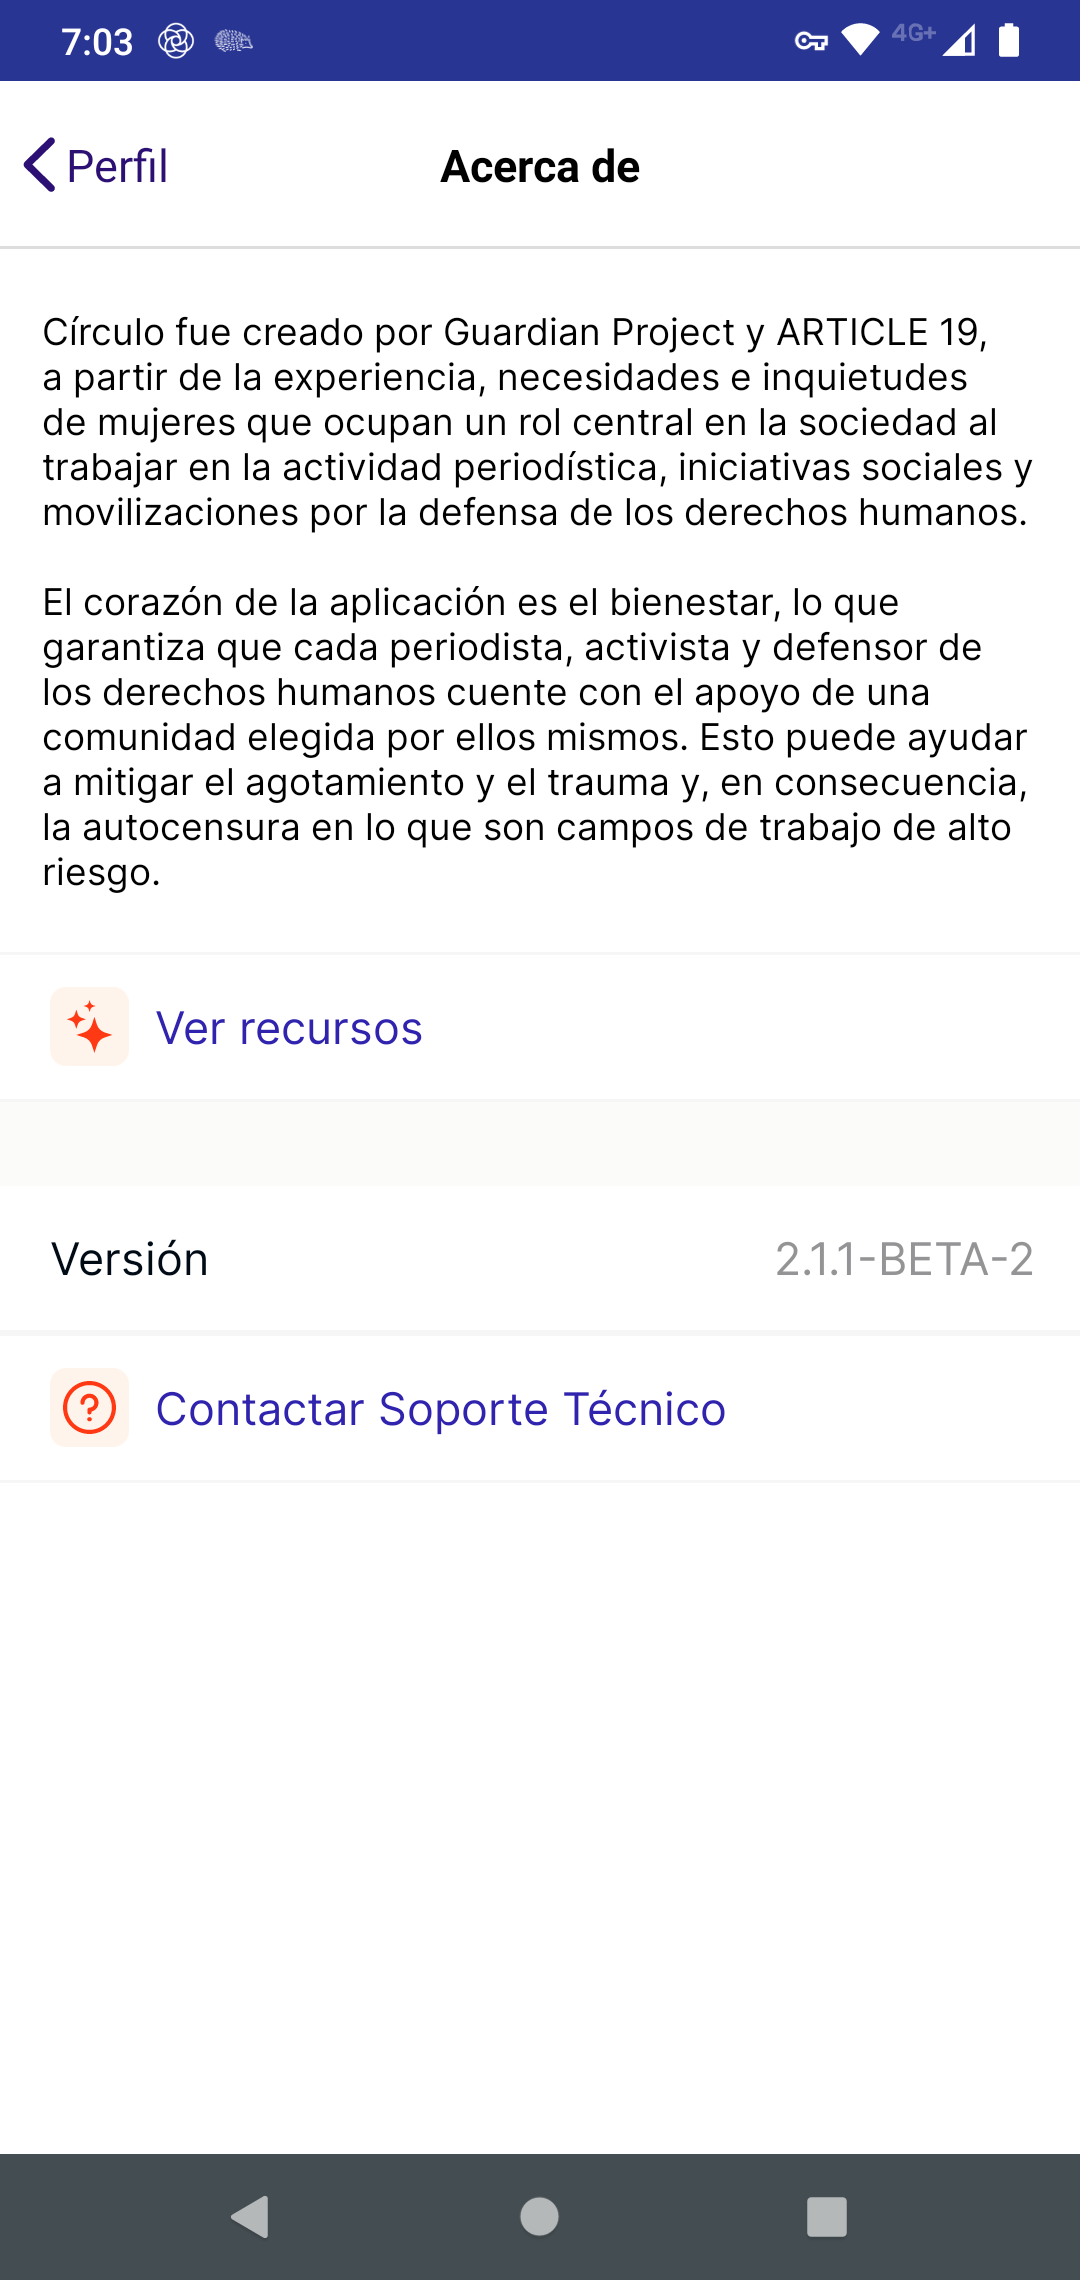 7:03
4G+
Perfil
Acerca de
Círculo fue creado por Guardian Project y ARTICLE 19,
a partir de la experiencia, necesidades e inquietudes
de mujeres que ocupan un rol central en la sociedad al
trabajar en la actividad periodística, iniciativas sociales y
movilizaciones por la defensa de los derechos humanos.
El corazón de la aplicación es el bienestar, lo que
garantiza que cada periodista, activista y defensor de
los derechos humanos cuente con el apoyo de una
comunidad elegida por ellos mismos. Esto puede ayudar
a mitigar el agotamiento y el trauma y, en consecuencia,
la autocensura en lo que son campos de trabajo de alto
riesgo.
Ver recursos
Versión
2.1.1-BETA-2
Contactar Soporte Técnico